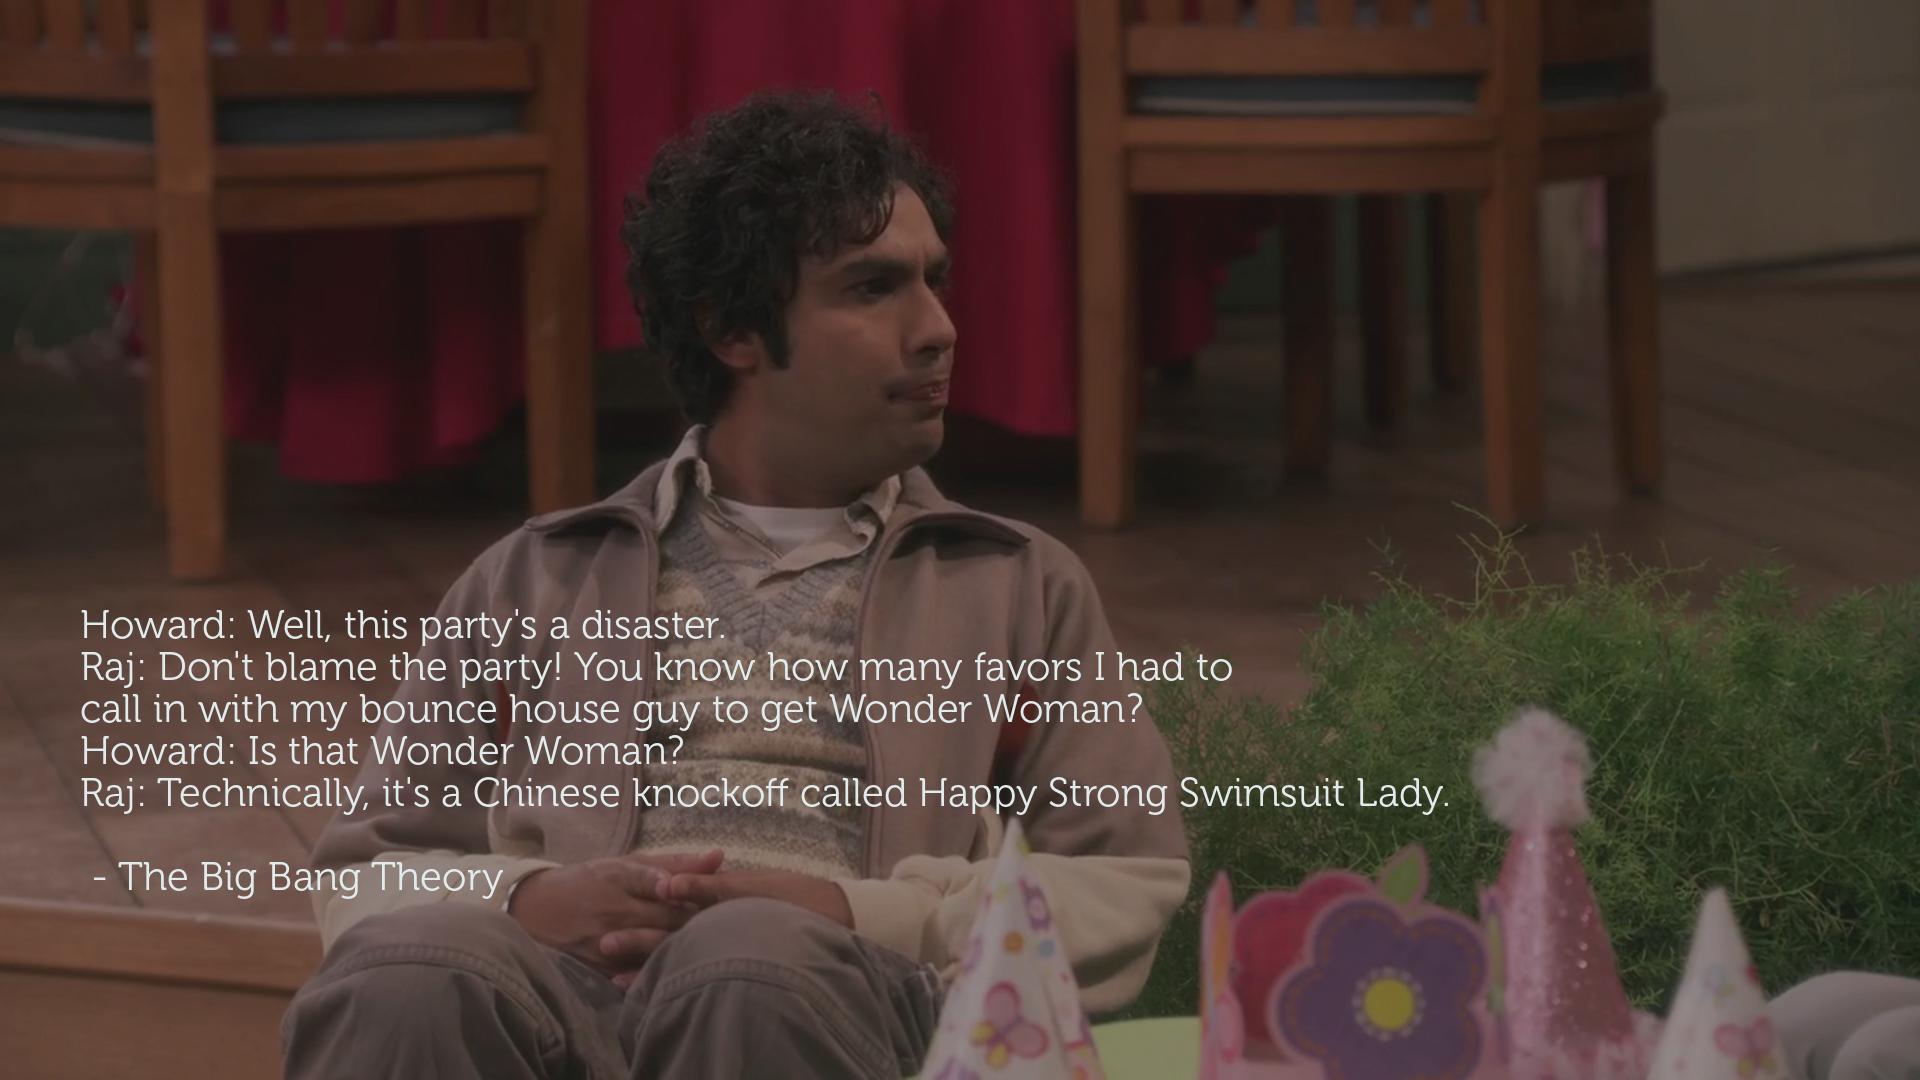 Howard: Well, this party's a disaster.
Raj: Don't blame the party! You know how many favors I had to
call in with my bounce house guy to get Wonder Woman?
Howard: Is that Wonder Woman?
Raj: Technically, it's a Chinese knockoff called Happy Strong Swimsuit Lady.
- The Big Bang Theory